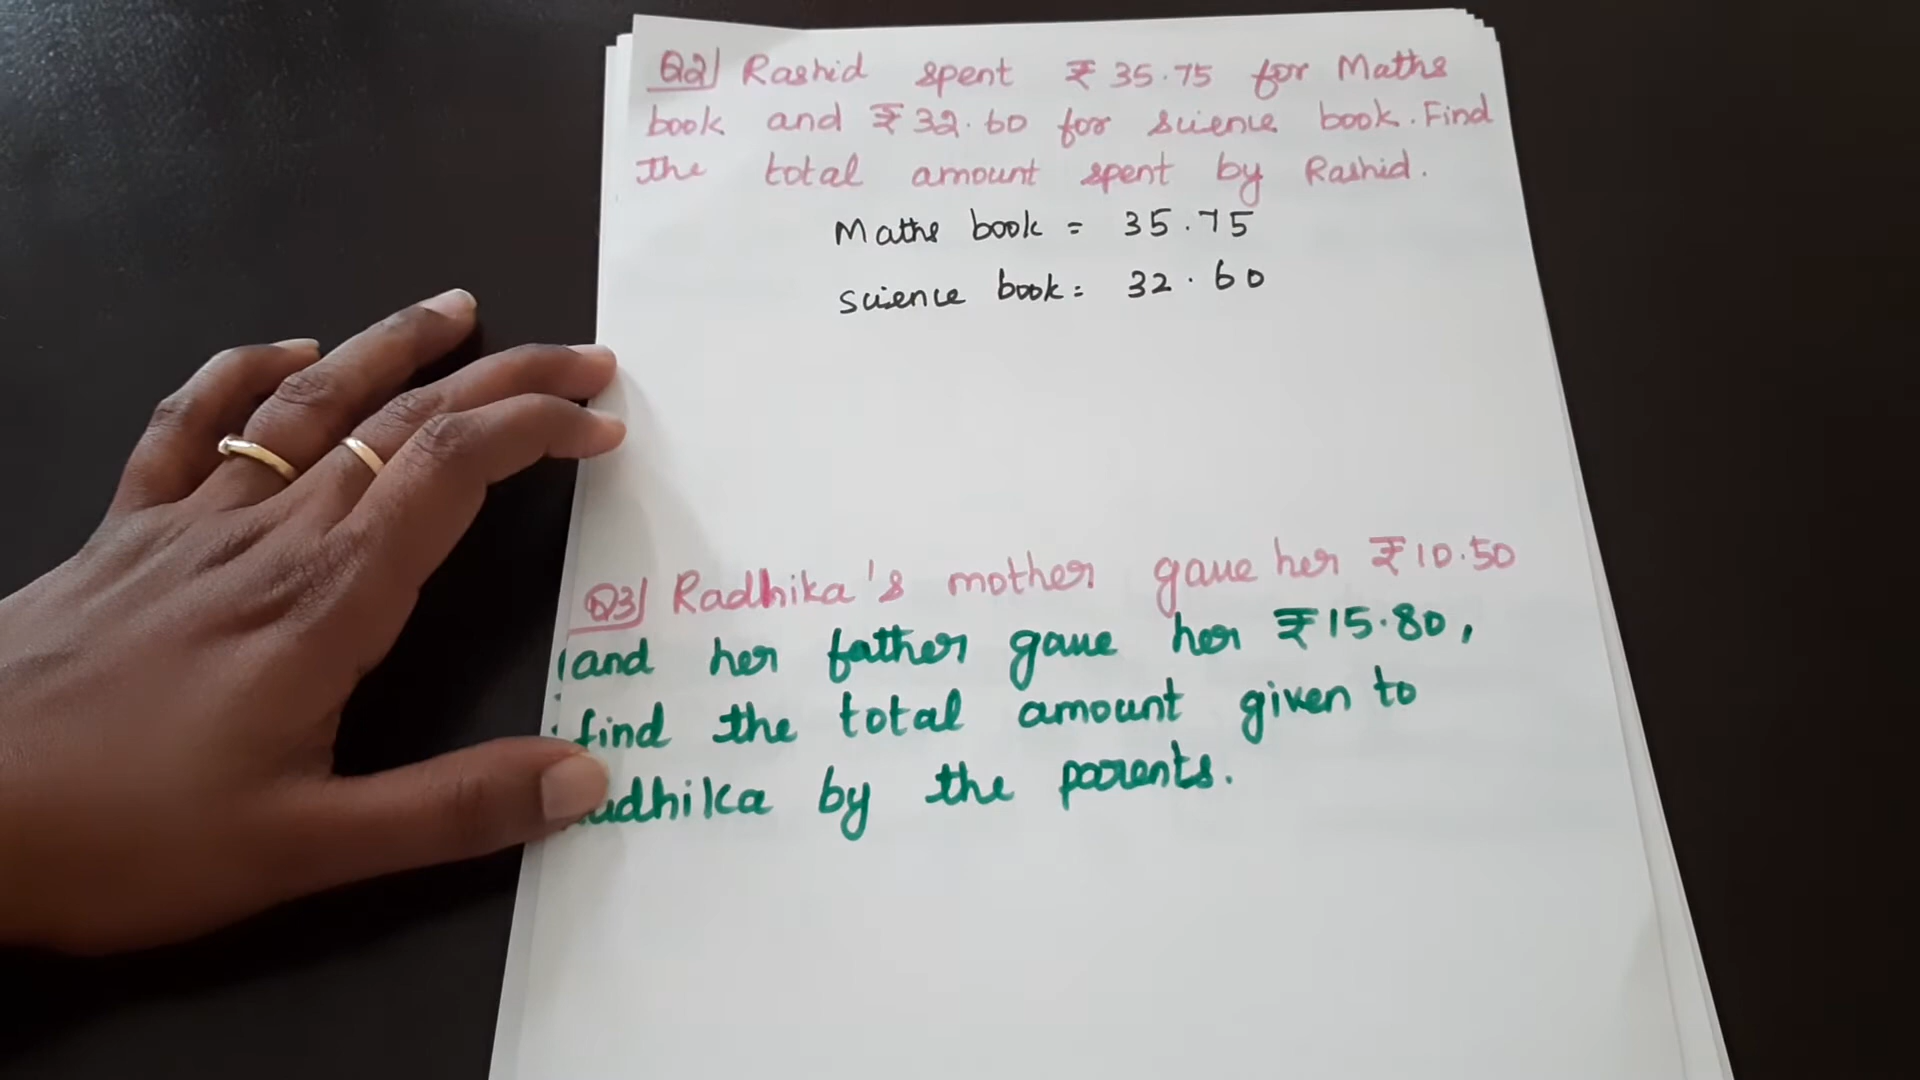 Q2) Rashid spent ₹ 35.75 for Maths
book and ₹ 32.60 for science book. Find
the total amount spent by Rashid.
Maths book = 35.75
science book = 32.60
Q3) Radhika's mother gave her ₹10.50
and her father gave her ₹15.80,
find the total amount given to
adhika by the parents.